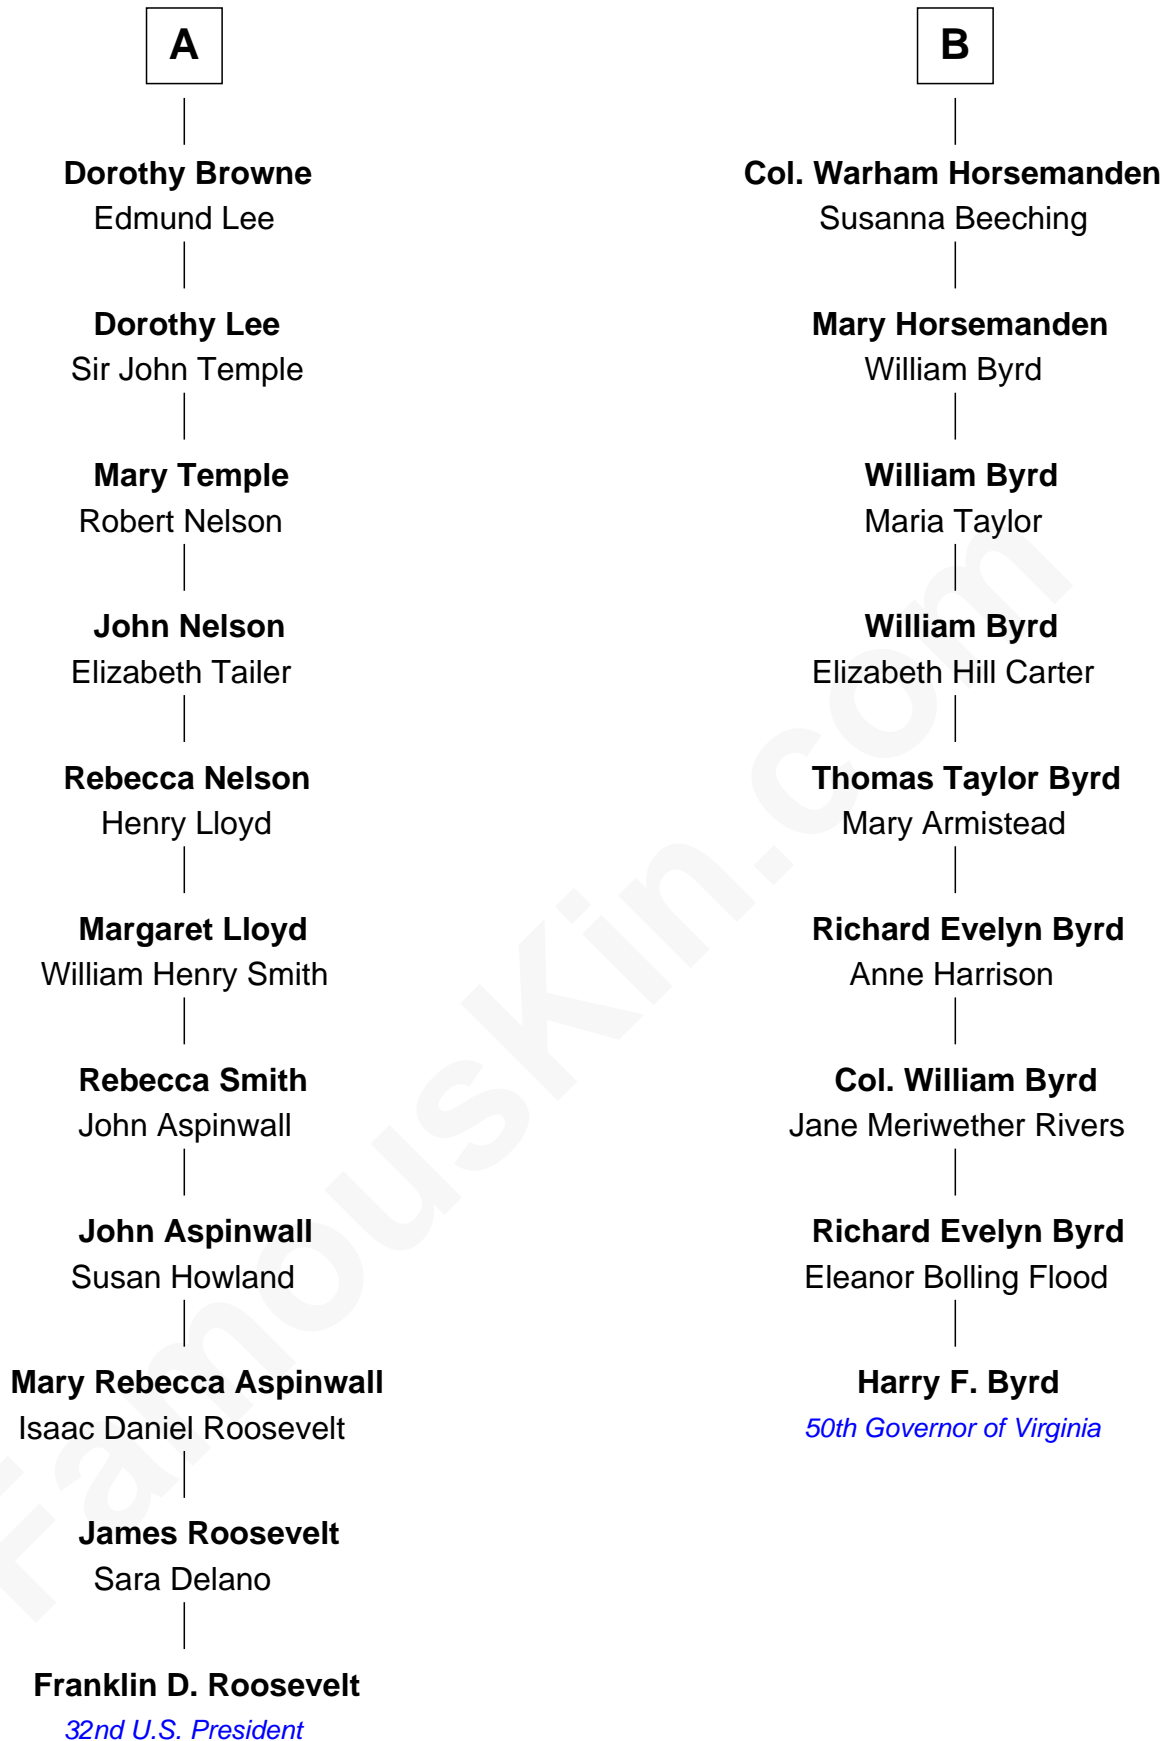 A
Dorothy Browne
Edmund Lee
Dorothy Lee
Sir John Temple
Mary Temple
Robert Nelson
John Nelson
Elizabeth Tailer
Rebecca Nelson
Henry Lloyd
Margaret Lloyd
William Henry Smith
Rebecca Smith
John Aspinwall
John Aspinwall
Susan Howland
Mary Rebecca Aspinwall
Isaac Daniel Roosevelt
James Roosevelt
Sara Delano
Franklin D. Roosevelt
32nd U.S. President
B
Col. Warham Horsemanden
Susanna Beeching
Mary Horsemanden
William Byrd
William Byrd
Maria Taylor
William Byrd
Elizabeth Hill Carter
Thomas Taylor Byrd
Mary Armistead
Richard Evelyn Byrd
Anne Harrison
Col. William Byrd
Jane Meriwether Rivers
Richard Evelyn Byrd
Eleanor Bolling Flood
Harry F. Byrd
50th Governor of Virginia
FamousKin.com